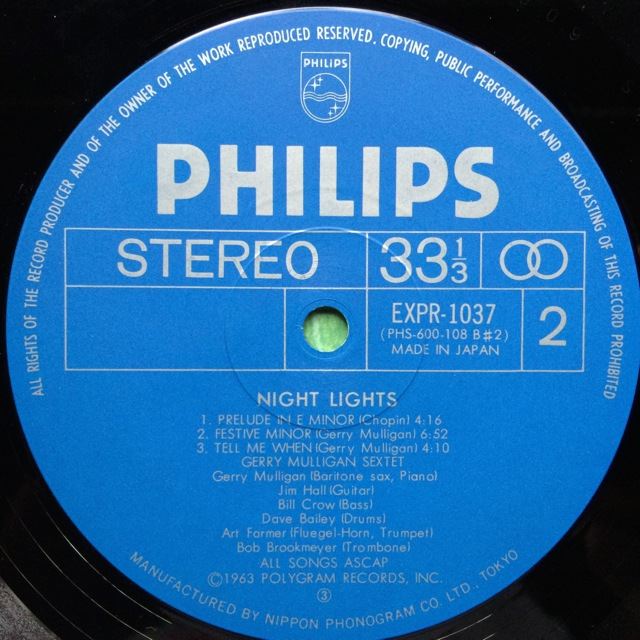 ALL RIGHTS OF THE RECORD PRODUCER AND OF THE OWNER OF THE WORK REPRODUCED RESERVED. COPYING, PUBLIC PERFORMANCE AND BROADCASTING OF THIS RECORD PROHIBITED
PHILIPS
PHILIPS
STEREO 33 1/3
EXPR-1037
(PHS-600-108 B#2)
MADE IN JAPAN
2
NIGHT LIGHTS
1. PRELUDE IN E MINOR (Chopin) 4:16
2. FESTIVE MINOR (Gerry Mulligan) 6:52
3. TELL ME WHEN (Gerry Mulligan) 4:10
GERRY MULLIGAN SEXTET
Gerry Mulligan (Baritone sax, Piano)
Jim Hall (Guitar)
Bill Crow (Bass)
Dave Bailey (Drums)
Art Farmer (Fluegel-Horn, Trumpet)
Bob Brookmeyer (Trombone)
ALL SONGS ASCAP
©1963 POLYGRAM RECORDS, INC.
③
MANUFACTURED BY NIPPON PHONOGRAM CO. LTD. TOKYO